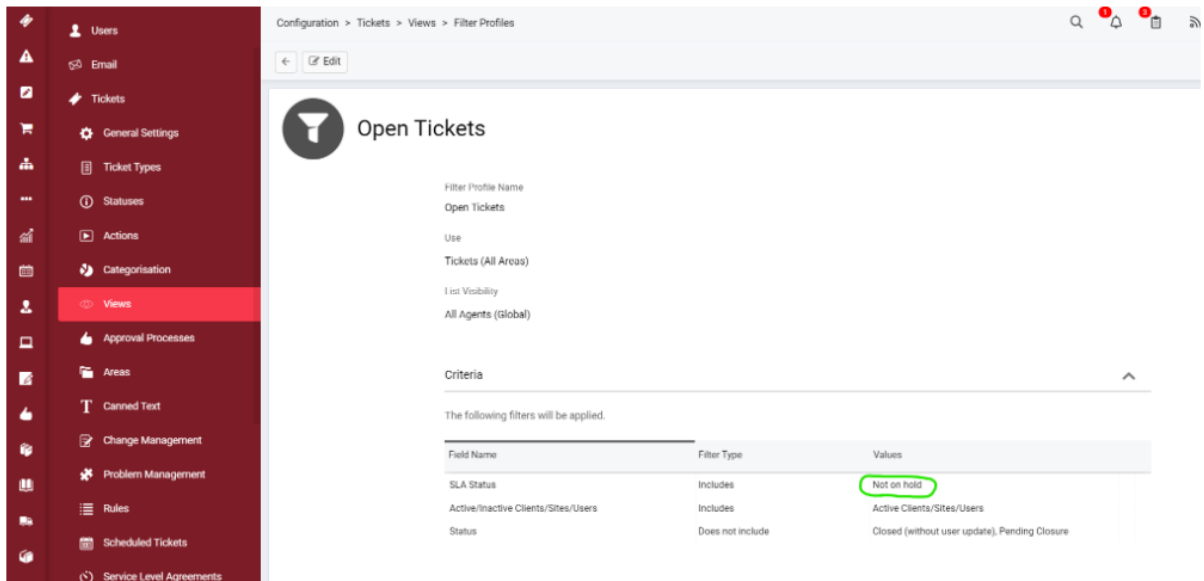 Users
Email
Tickets
General Settings
Ticket Types
Statuses
Actions
Categorisation
Views
Approval Processes
Areas
Canned Text
Change Management
Problem Management
Rules
Scheduled Tickets
Service Level Agreements
Configuration > Tickets > Views > Filter Profiles
1
3
Edit
Open Tickets
Filter Profile Name
Open Tickets
Use
Tickets (All Areas)
List Visibility
All Agents (Global)
Criteria
The following filters will be applied.
Field Name Filter Type Values
SLA Status Includes Not on hold
Active/Inactive Clients/Sites/Users Includes Active Clients/Sites/Users
Status Does not include Closed (without user update), Pending Closure